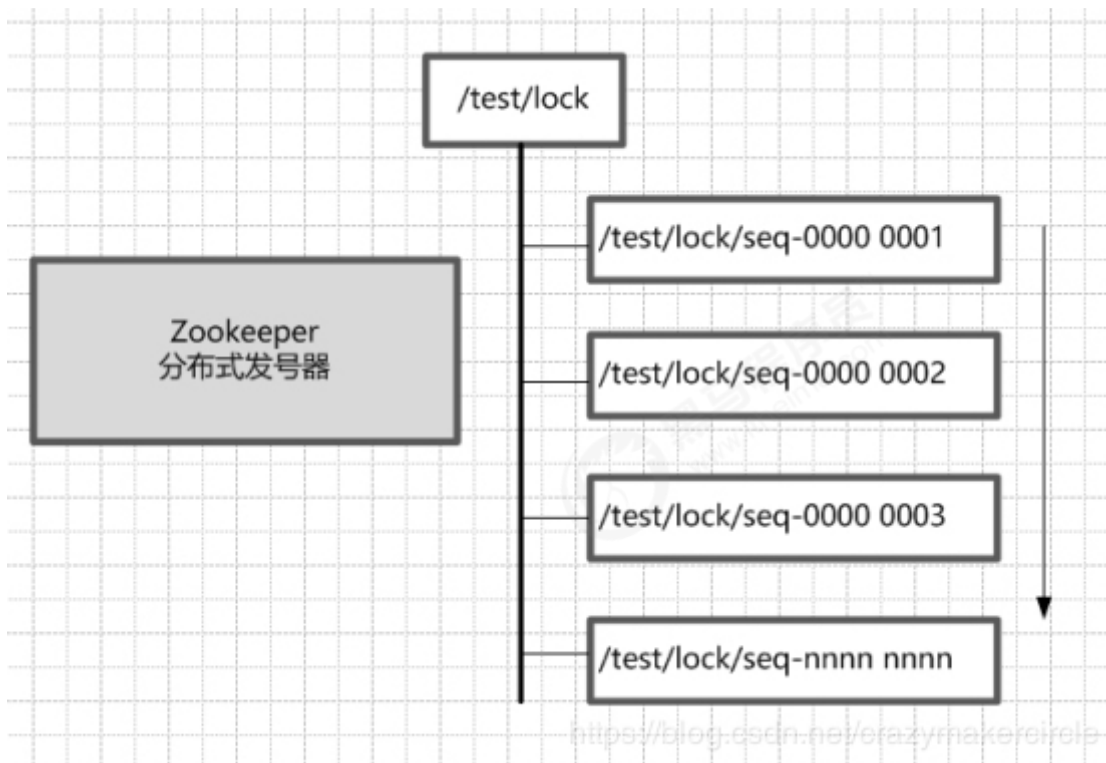 /test/lock
/test/lock/seq-0000 0001
Zookeeper
分布式发号器
/test/lock/seq-0000 0002
/test/lock/seq-0000 0003
/test/lock/seq-nnnn nnnn
https://blog.csdn.net/crazymakercircle